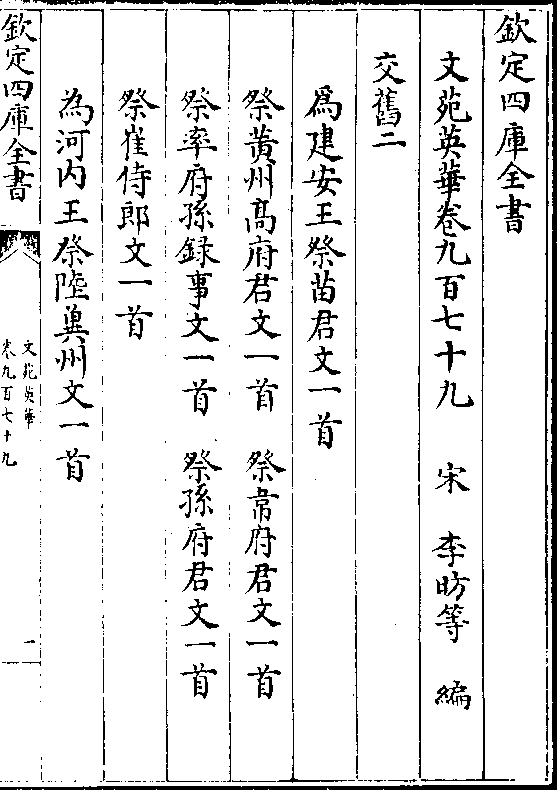 欽定四庫全書
文苑英華卷九百七十九 宋 李昉等 編
交舊二
爲建安王祭苗君文一首
祭黄州髙府君文一首 祭韋府君文一首
祭率府孫録事文一首 祭孫府君文一首
祭崔侍郎文一首
為河内王祭陸冀州文一首
欽定四庫全書
文苑英華
卷九百七十九
一